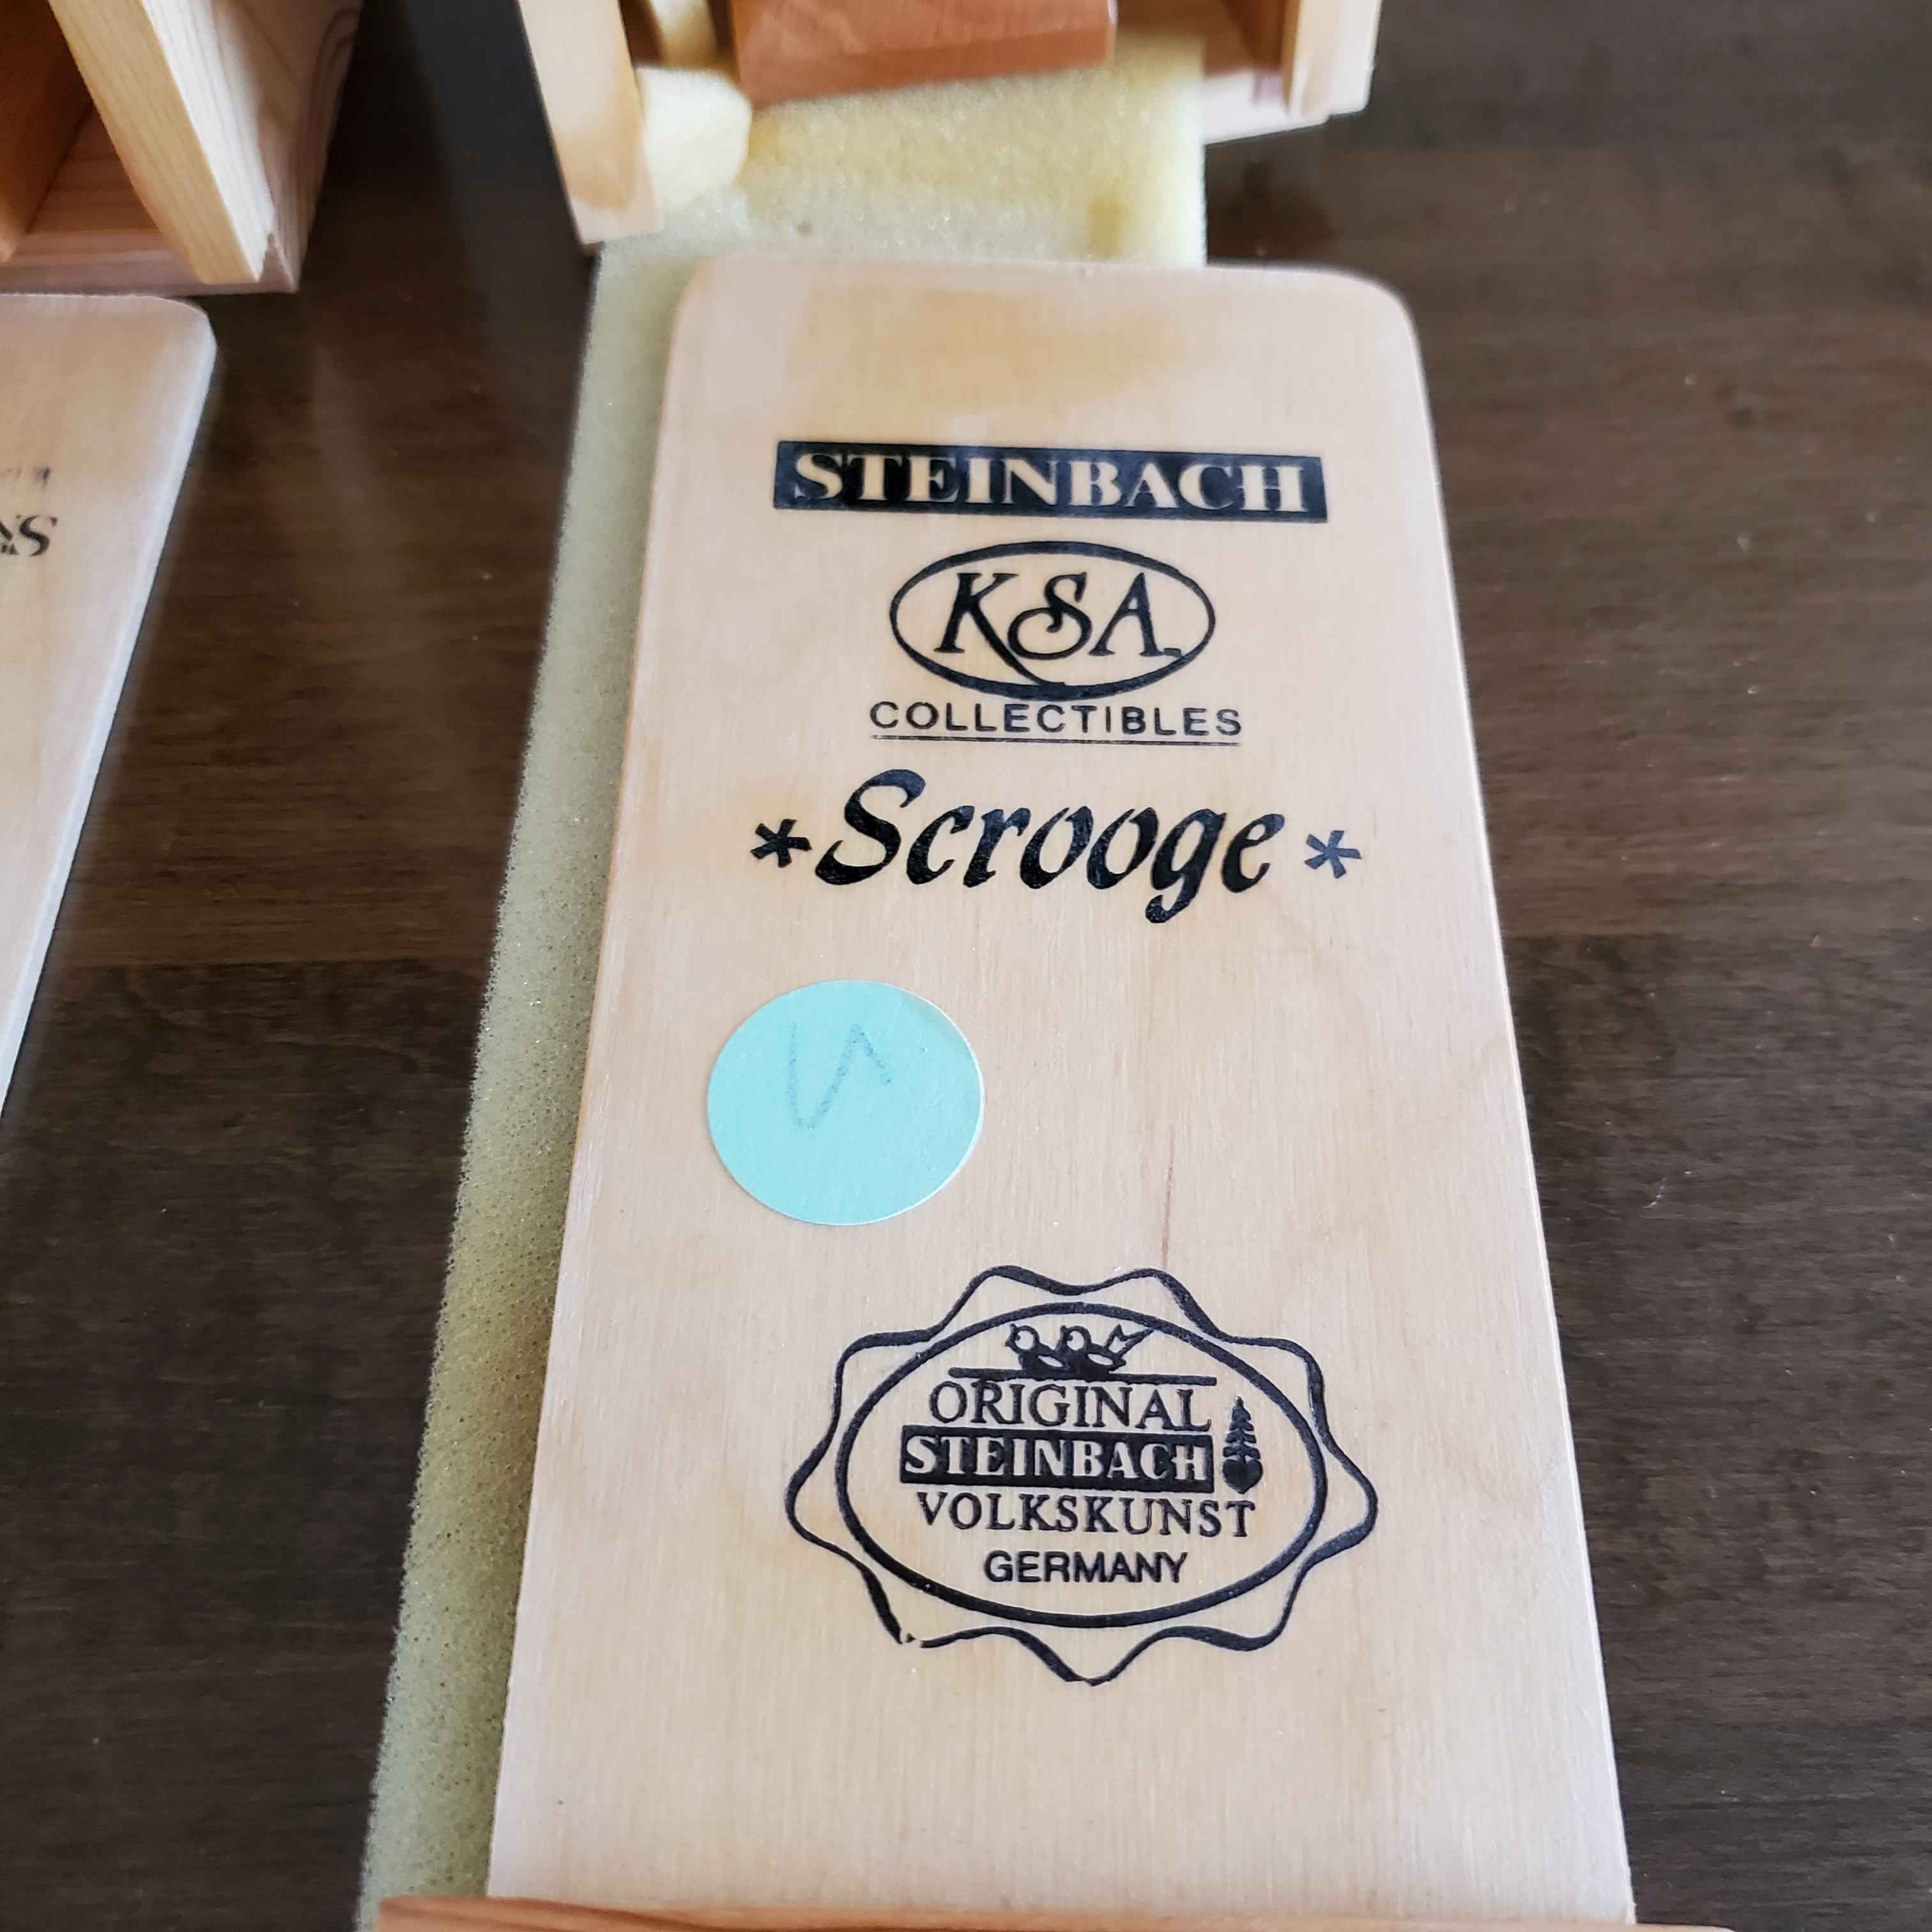 STEINBACH
KSA
COLLECTIBLES
*Scrooge*
ORIGINAL
STEINBACH
VOLKSKUNST
GERMANY